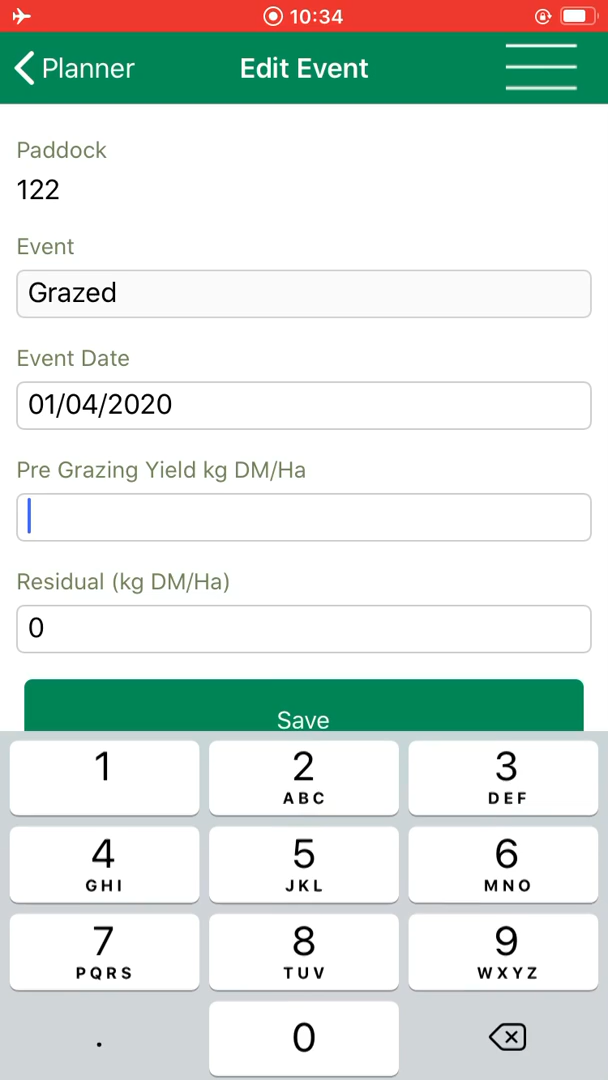 10:34
Planner
Edit Event
Paddock
122
Event
Grazed
Event Date
01/04/2020
Pre Grazing Yield kg DM/Ha
Residual (kg DM/Ha)
0
Save
1 2 3
ABC DEF
4 5 6
GHI JKL MNO
7 8 9
PQRS TUV WXYZ
. 0